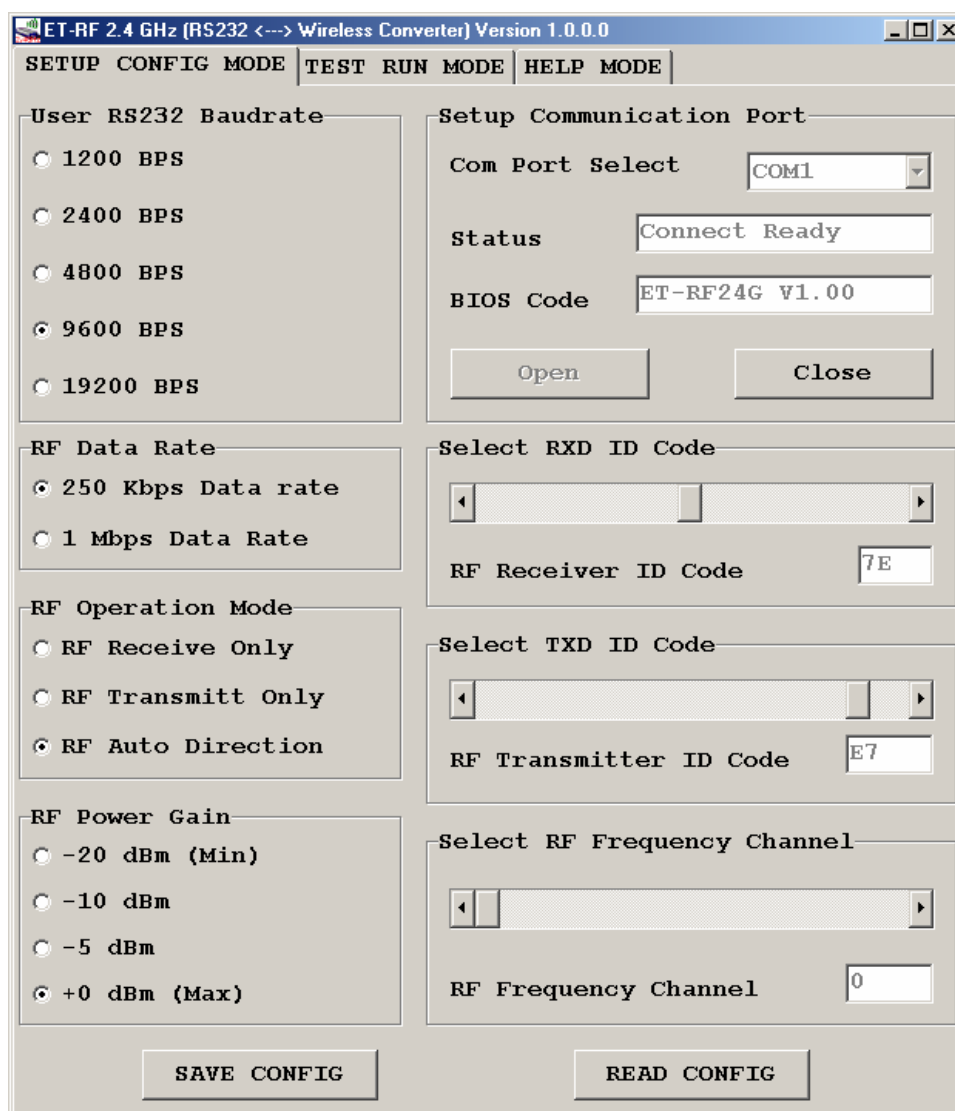 ET-RF 2.4 GHz (RS232 <---> Wireless Converter) Version 1.0.0.0
SETUP CONFIG MODE TEST RUN MODE HELP MODE
User RS232 Baudrate
1200 BPS
2400 BPS
4800 BPS
9600 BPS
19200 BPS
RF Data Rate
250 Kbps Data rate
1 Mbps Data Rate
RF Operation Mode
RF Receive Only
RF Transmitt Only
RF Auto Direction
RF Power Gain
-20 dBm (Min)
-10 dBm
-5 dBm
+0 dBm (Max)
Setup Communication Port
Com Port Select COM1
Status Connect Ready
BIOS Code ET-RF24G V1.00
Open Close
Select RXD ID Code
RF Receiver ID Code 7E
Select TXD ID Code
RF Transmitter ID Code E7
Select RF Frequency Channel
RF Frequency Channel 0
SAVE CONFIG READ CONFIG